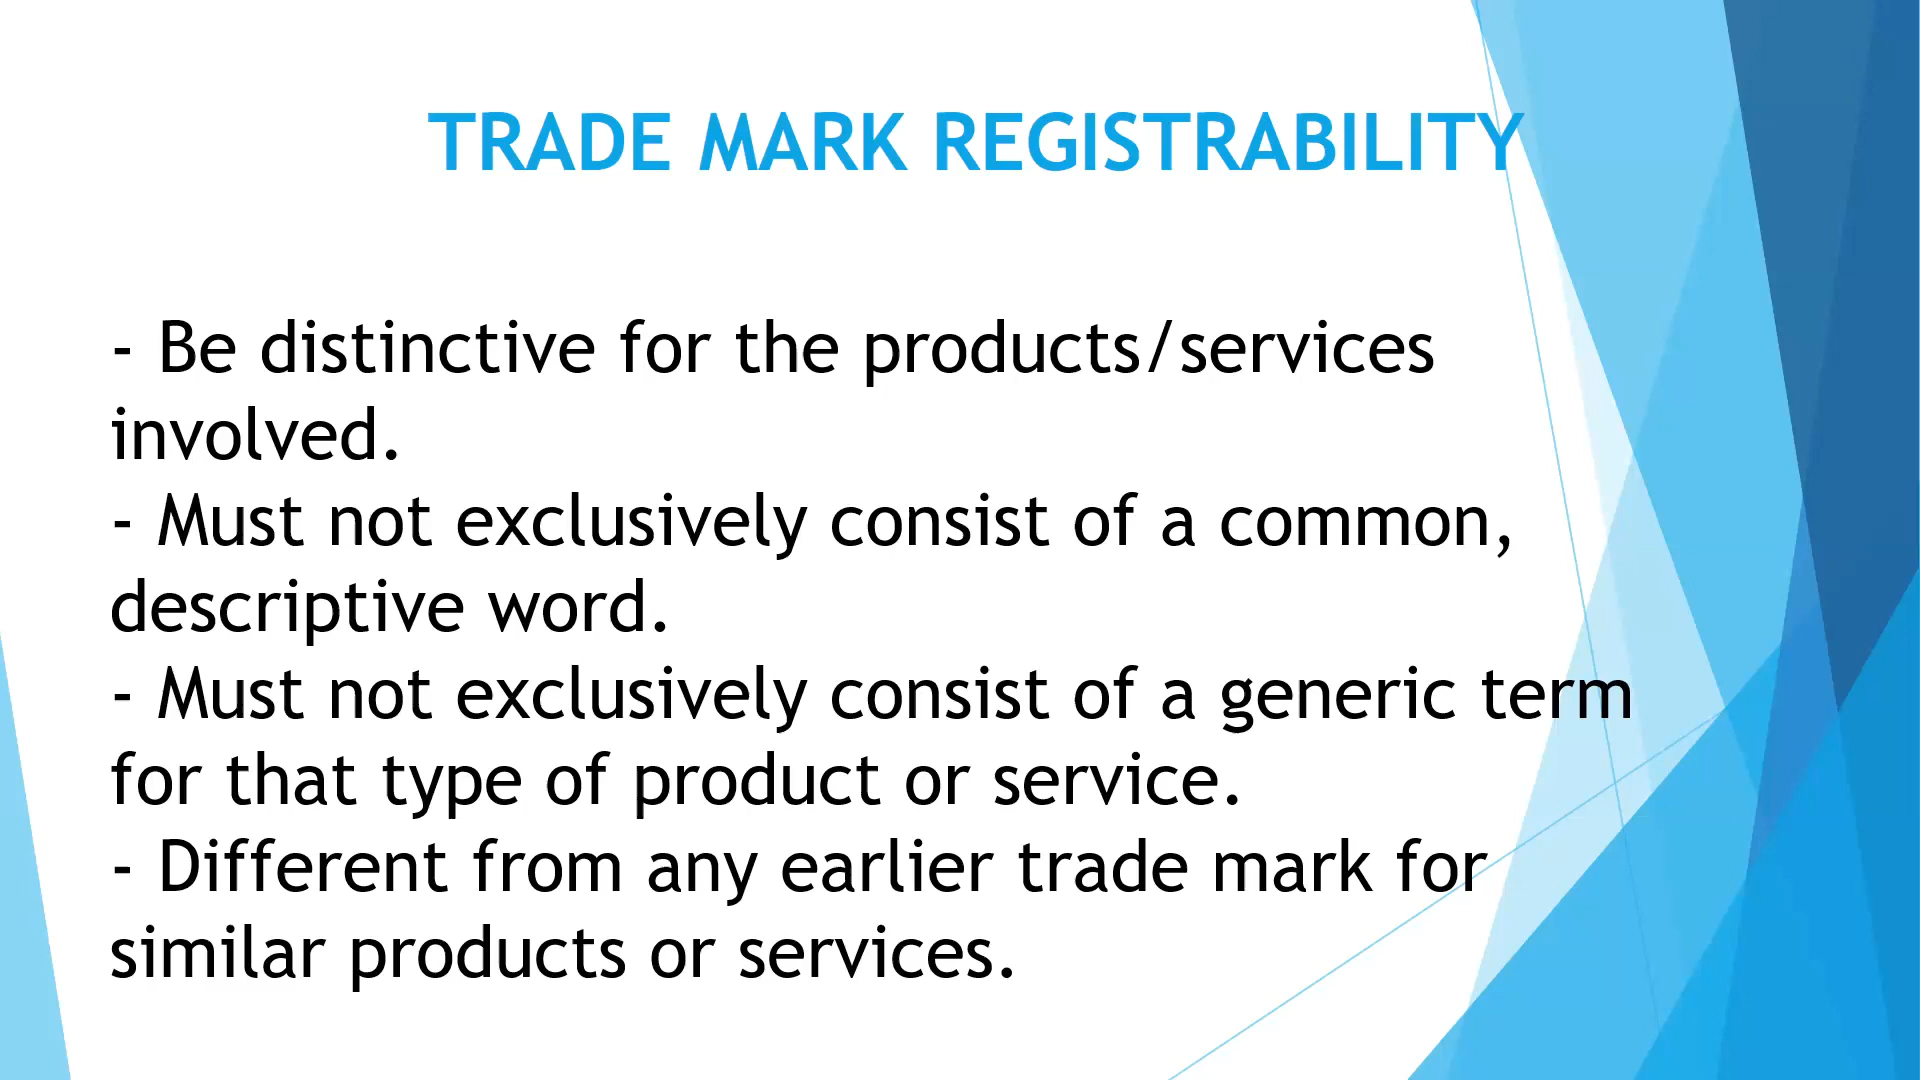 TRADE MARK REGISTRABILITY
- Be distinctive for the products/services
involved.
- Must not exclusively consist of a common,
descriptive word.
- Must not exclusively consist of a generic term
for that type of product or service.
- Different from any earlier trade mark for
similar products or services.